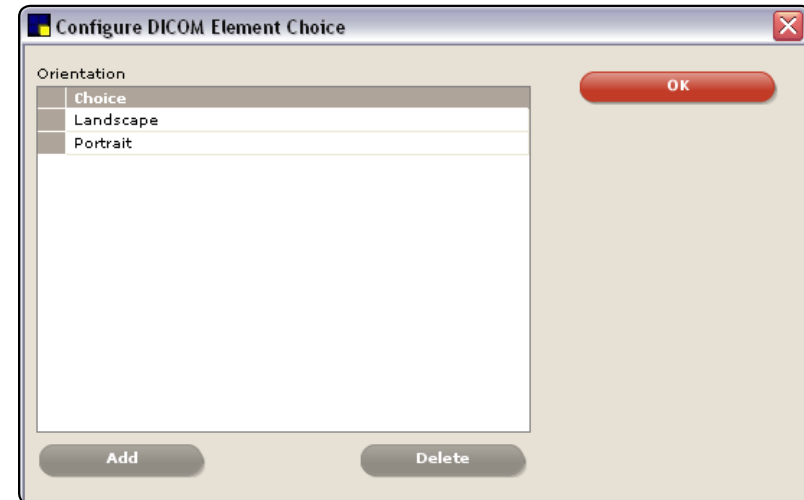 Configure DICOM Element Choice
Orientation
OK
Choice
Landscape
Portrait
Add
Delete